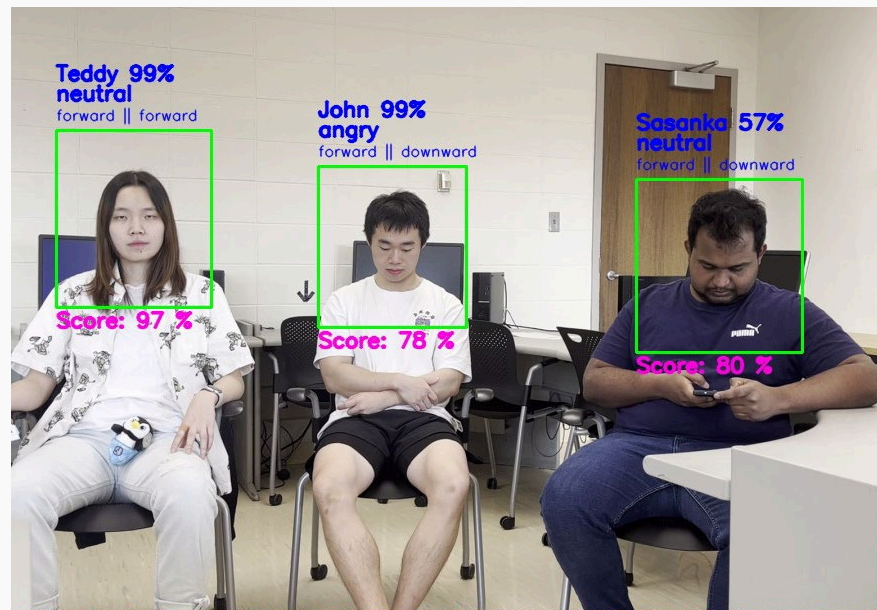 Teddy 99%
neutral
forward || forward
Score: 97 %
John 99%
angry
forward || downward
Score: 78 %
Sasanka 57%
neutral
forward || downward
PUMA
Score: 80 %